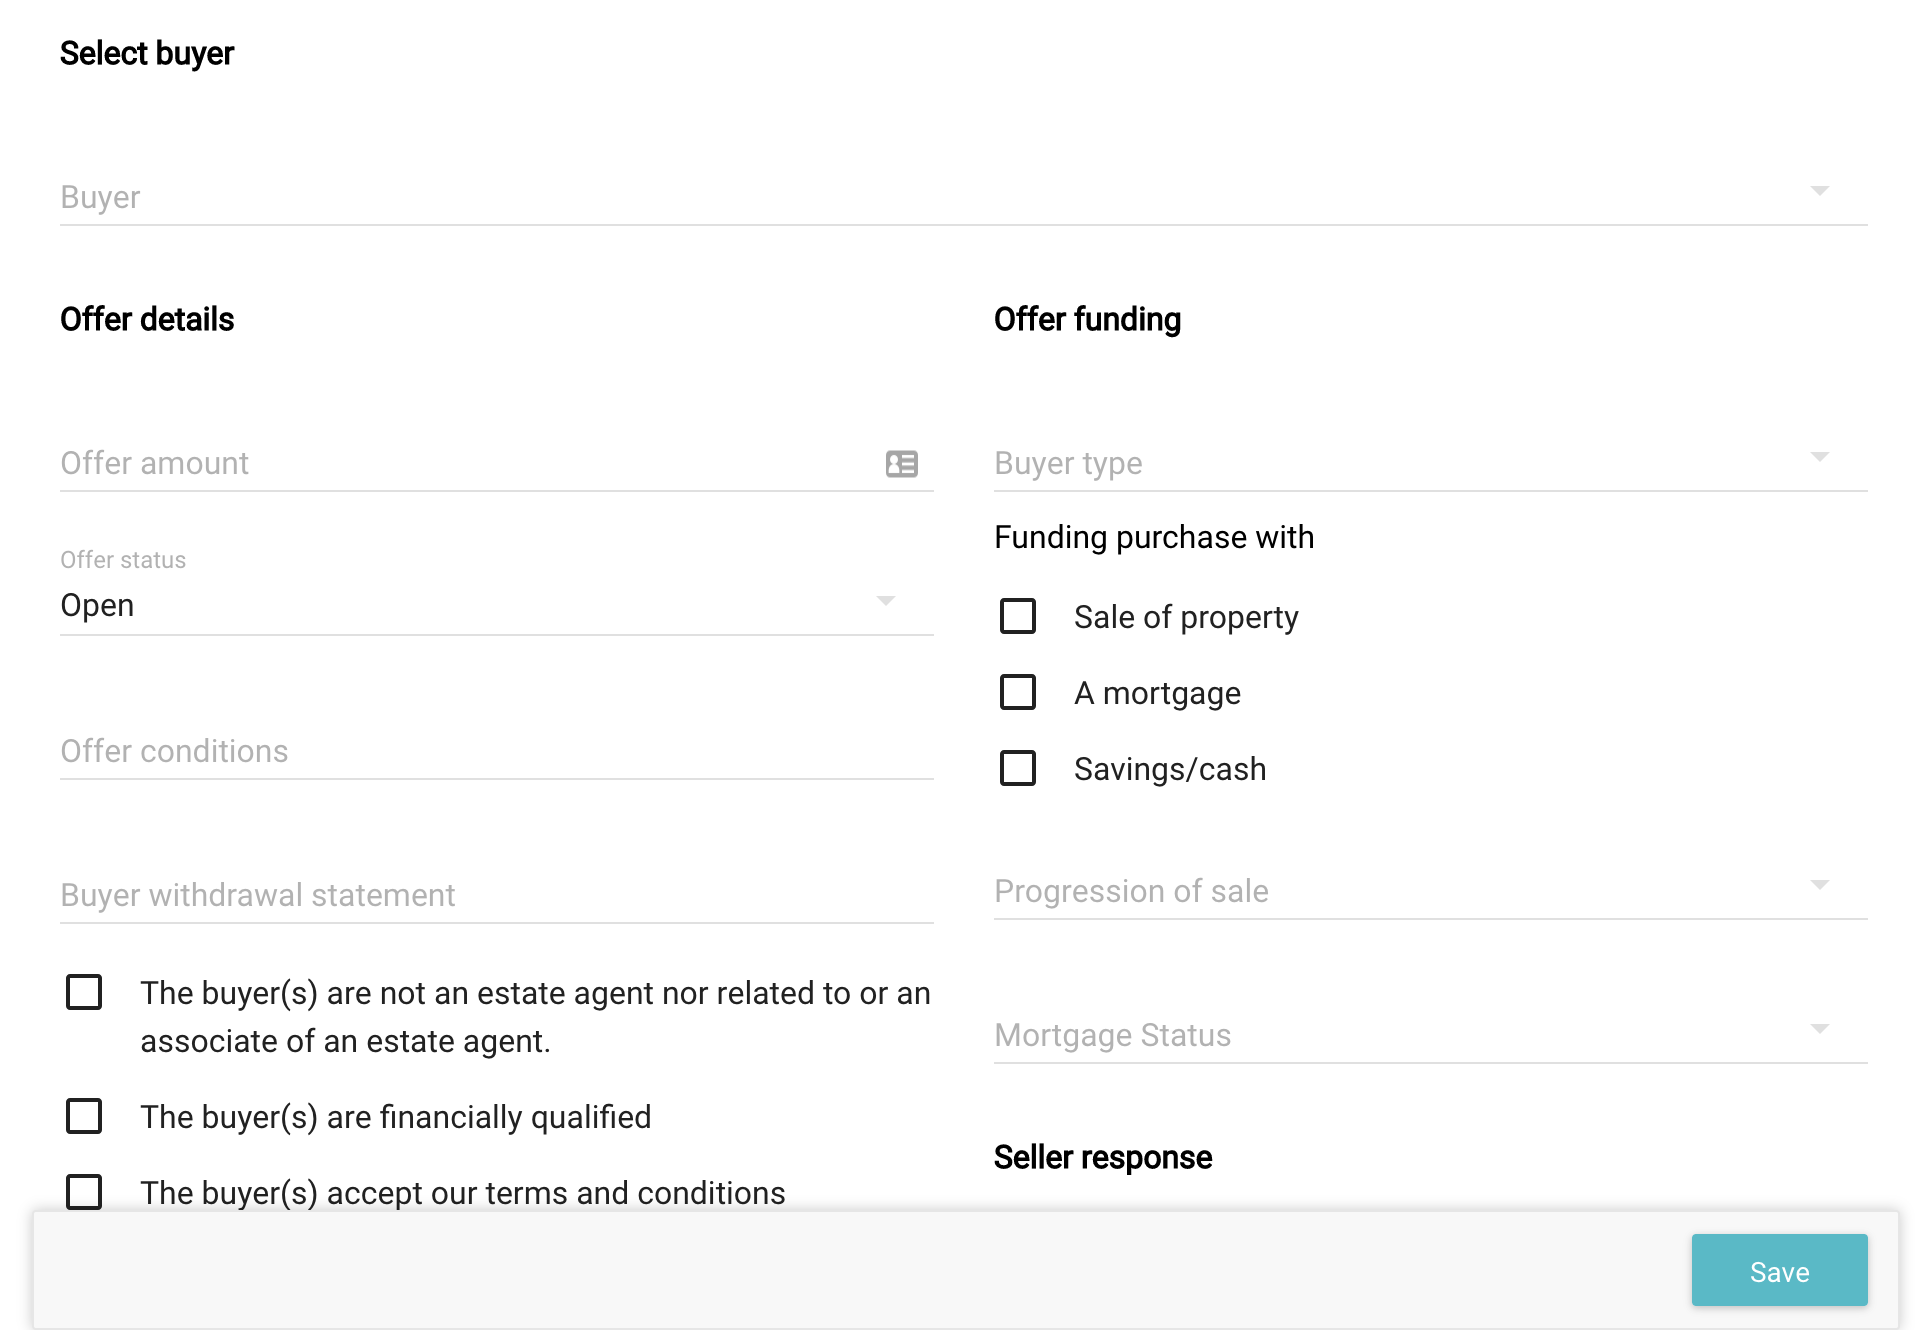 Select buyer
Buyer
Offer details
Offer amount
Offer status
Open
Offer conditions
Buyer withdrawal statement
The buyer(s) are not an estate agent nor related to or an
associate of an estate agent.
The buyer(s) are financially qualified
The buyer(s) accept our terms and conditions
Offer funding
Buyer type
Funding purchase with
Sale of property
A mortgage
Savings/cash
Progression of sale
Mortgage Status
Seller response
Save